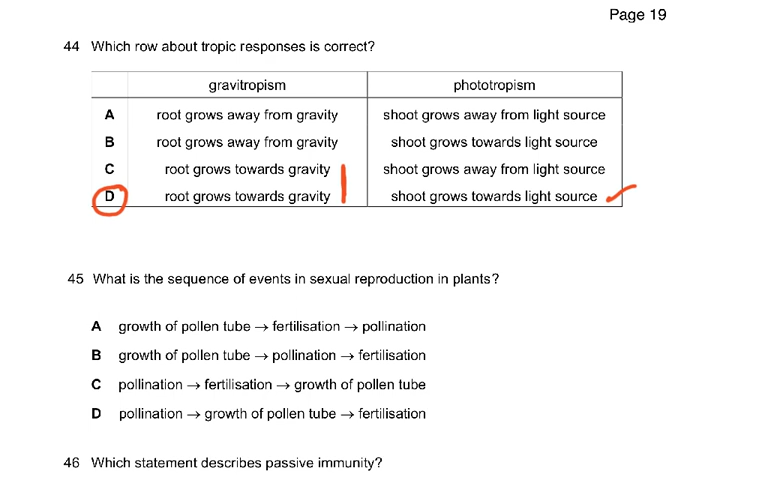 Page 19
44 Which row about tropic responses is correct?
gravitropism phototropism
A root grows away from gravity shoot grows away from light source
B root grows away from gravity shoot grows towards light source
C root grows towards gravity shoot grows away from light source
D root grows towards gravity shoot grows towards light source
45 What is the sequence of events in sexual reproduction in plants?
A growth of pollen tube → fertilisation → pollination
B growth of pollen tube → pollination → fertilisation
C pollination → fertilisation → growth of pollen tube
D pollination → growth of pollen tube → fertilisation
46 Which statement describes passive immunity?